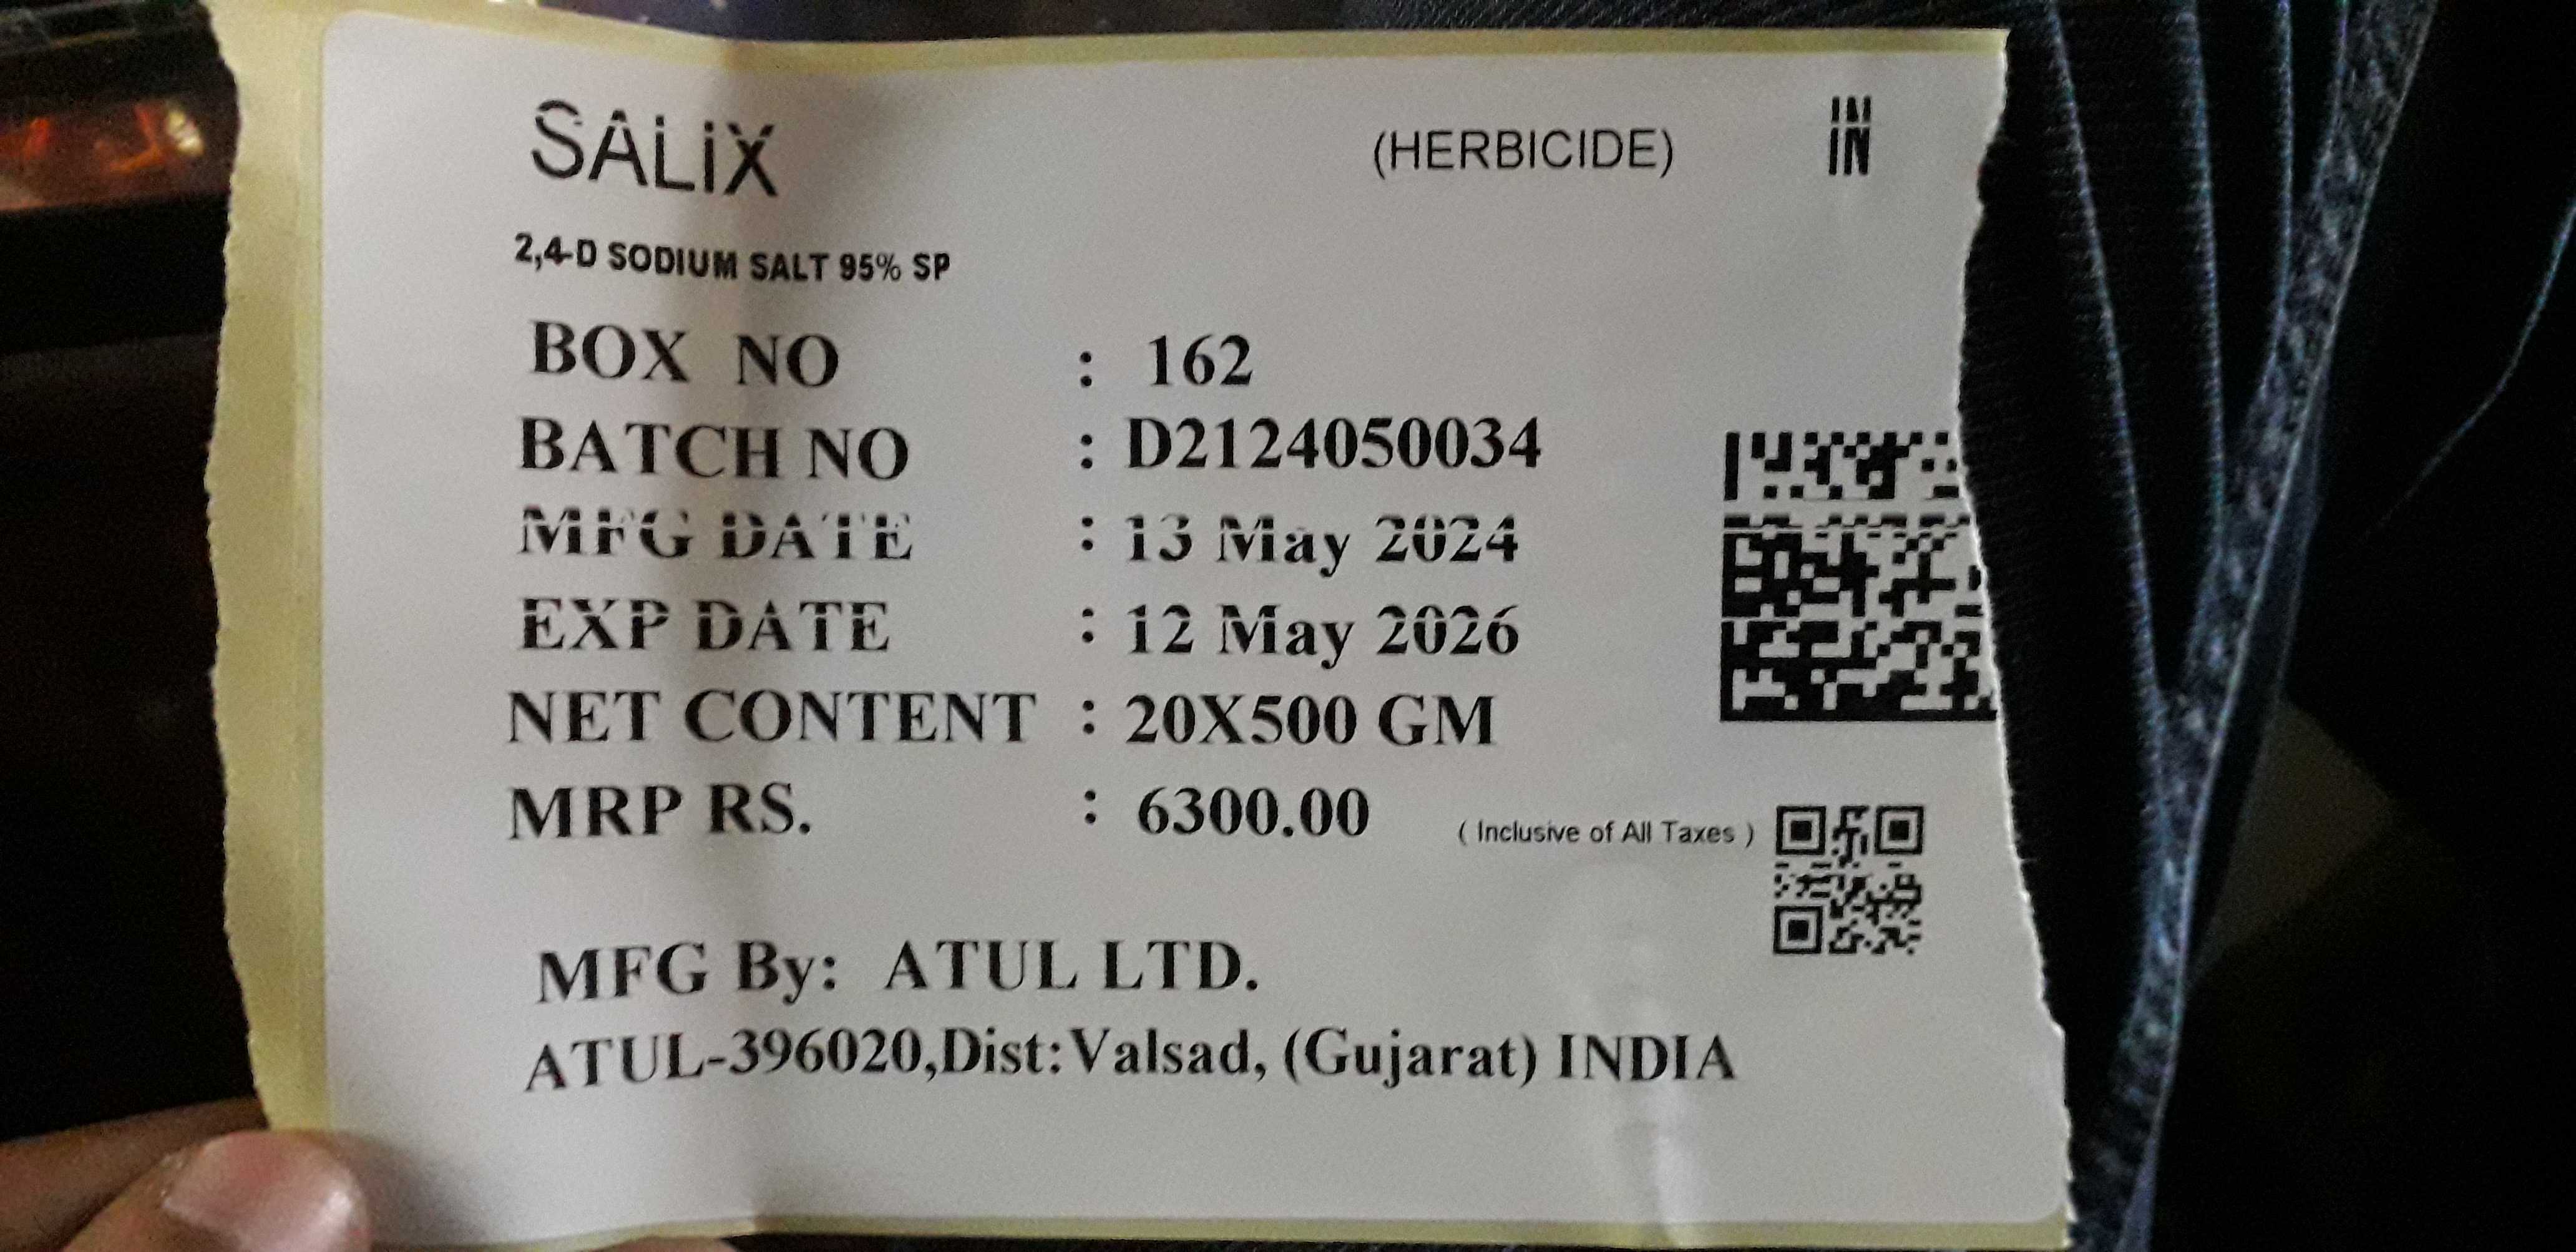 SALiX (HERBICIDE) IN
IN
2,4-D SODIUM SALT 95% SP
BOX NO : 162
BATCH NO : D2124050034
MFG DATE : 13 May 2024
EXP DATE : 12 May 2026
NET CONTENT : 20X500 GM
MRP RS. : 6300.00 ( Inclusive of All Taxes )
MFG By: ATUL LTD.
ATUL-396020,Dist:Valsad, (Gujarat) INDIA